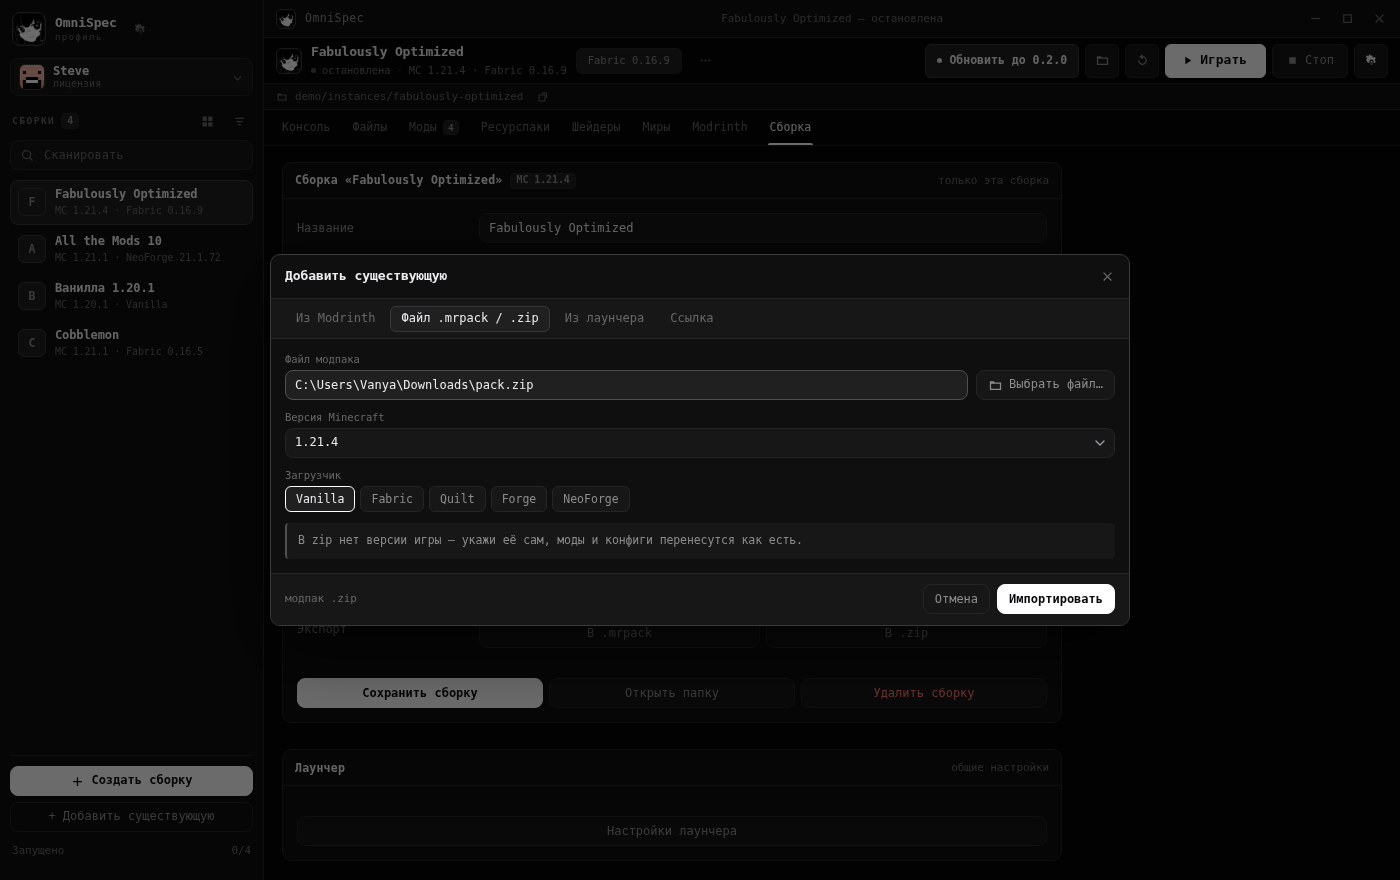 OmniSpec
профиль
Steve
лицензия
СБОРКИ 4
Сканировать
F
Fabulously Optimized
MC 1.21.4 · Fabric 0.16.9
A
All the Mods 10
MC 1.21.1 · NeoForge 21.1.72
В
Ванилла 1.20.1
MC 1.20.1 · Vanilla
C
Cobblemon
MC 1.21.1 · Fabric 0.16.5
+ Создать сборку
+ Добавить существующую
Запущено 0/4
OmniSpec
Fabulously Optimized — остановлена
Fabulously Optimized
остановлена · MC 1.21.4 · Fabric 0.16.9
Fabric 0.16.9
Обновить до 0.2.0
Играть
Стоп
demo/instances/fabulously-optimized
Консоль Файлы Моды 4 Ресурспаки Шейдеры Миры Modrinth Сборка
Сборка «Fabulously Optimized» MC 1.21.4
только эта сборка
Название
Fabulously Optimized
Добавить существующую
Из Modrinth Файл .mrpack / .zip Из лаунчера Ссылка
Файл модпака
C:\Users\Vanya\Downloads\pack.zip
Выбрать файл…
Версия Minecraft
1.21.4
Загрузчик
Vanilla Fabric Quilt Forge NeoForge
В zip нет версии игры — укажи её сам, моды и конфиги перенесутся как есть.
модпак .zip
Отмена
Импортировать
Экспорт
В .mrpack
В .zip
Сохранить сборку
Открыть папку
Удалить сборку
Лаунчер
общие настройки
Настройки лаунчера